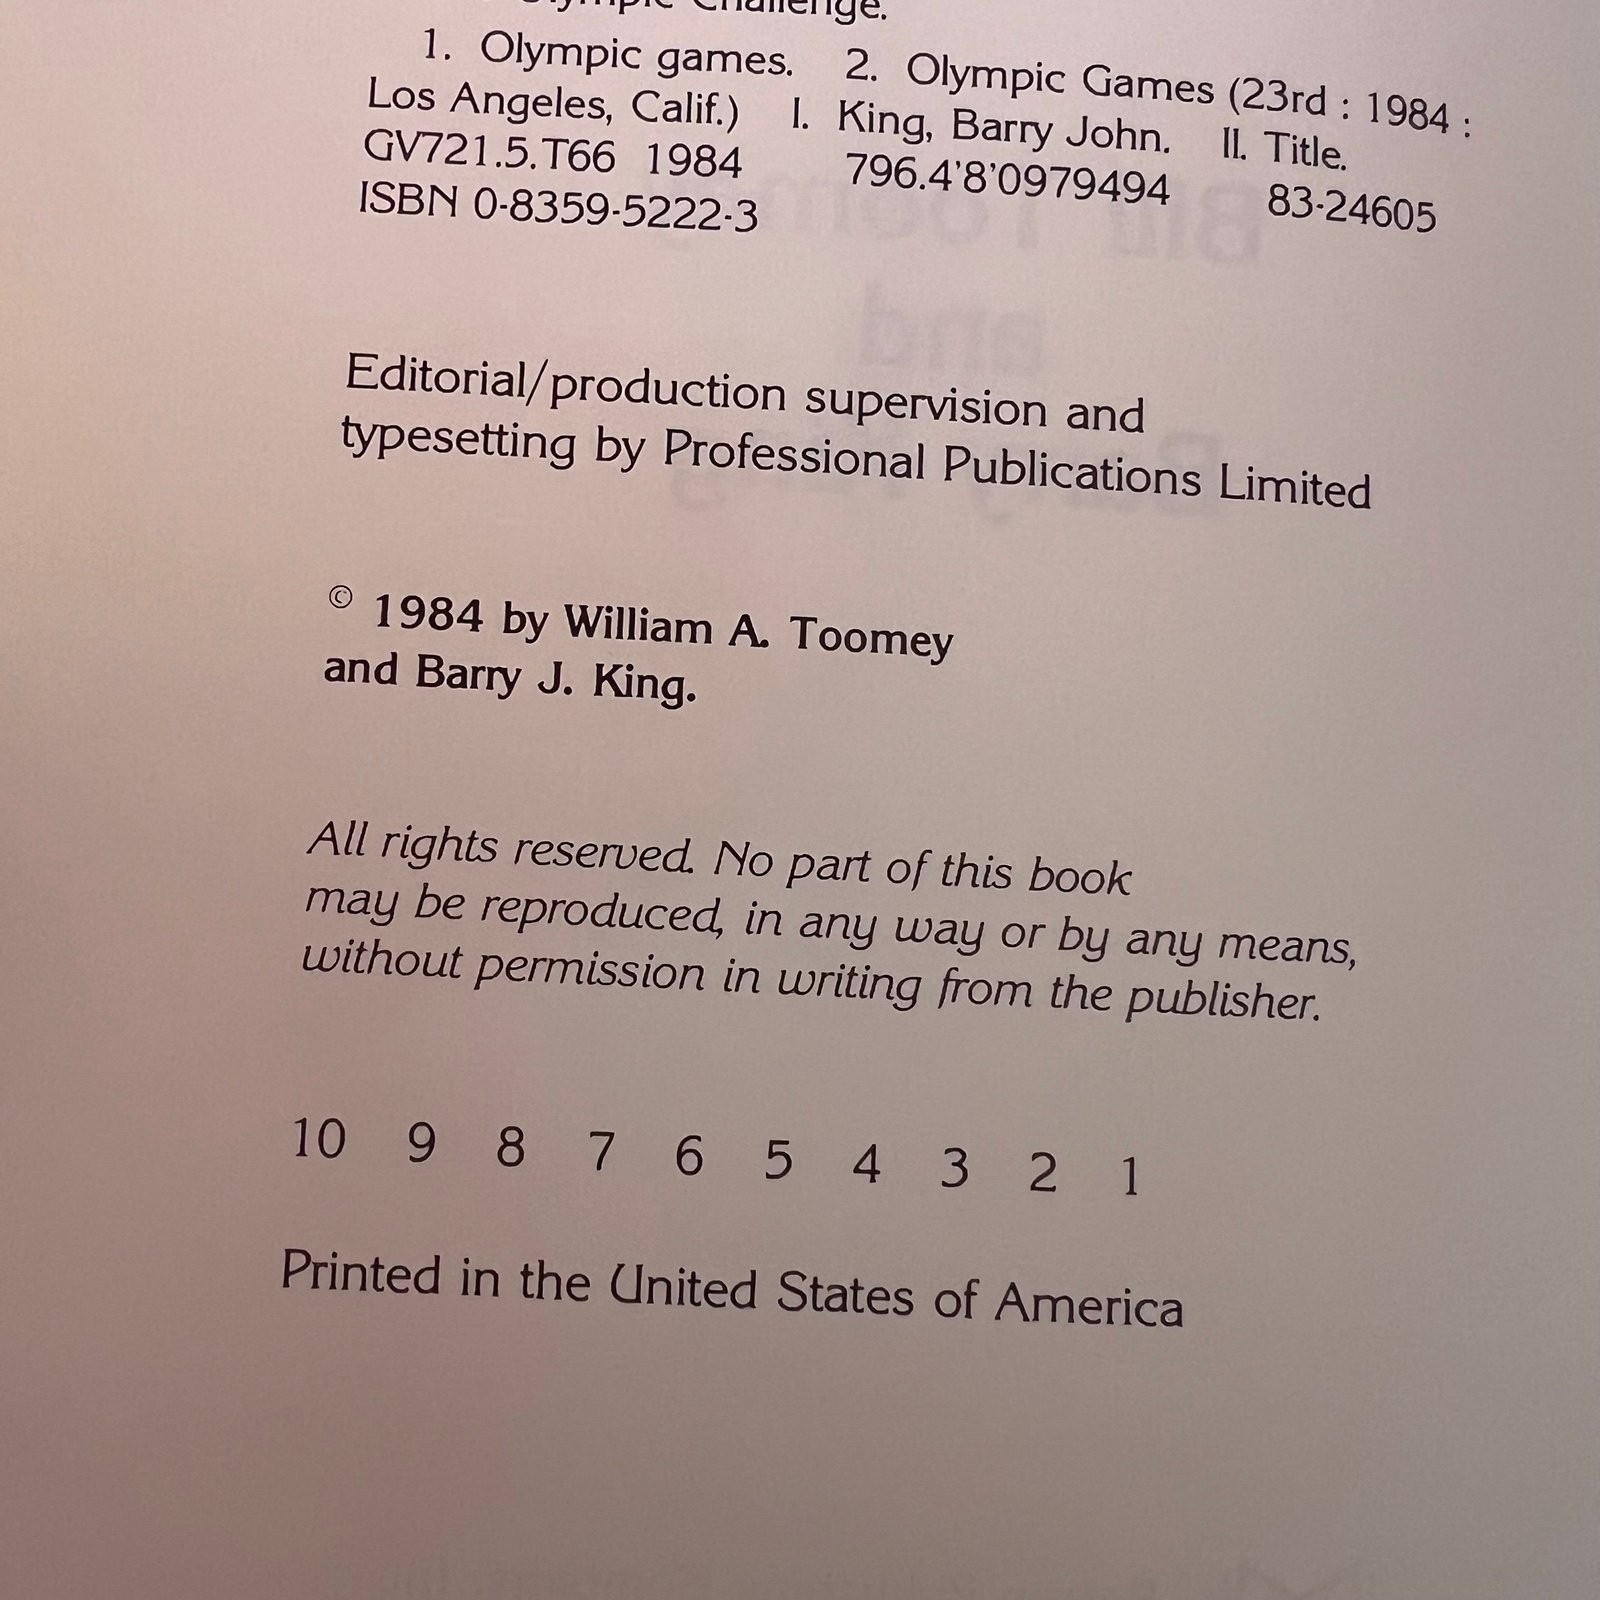 Olympic Challenge.
1. Olympic games. 2. Olympic Games (23rd : 1984 :
Los Angeles, Calif.) I. King, Barry John. II. Title.
GV721.5.T66 1984 796.4'8'0979494 83-24605
ISBN 0-8359-5222-3
Editorial/production supervision and
typesetting by Professional Publications Limited
© 1984 by William A. Toomey
and Barry J. King.
All rights reserved. No part of this book
may be reproduced, in any way or by any means,
without permission in writing from the publisher.
10 9 8 7 6 5 4 3 2 1
Printed in the United States of America